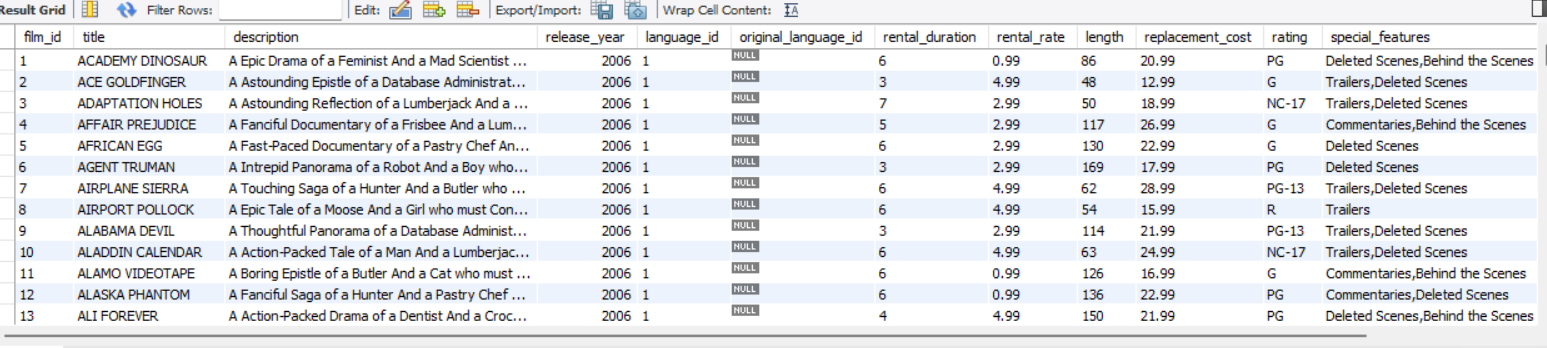 Result Grid Filter Rows: Edit: Export/Import: Wrap Cell Content: IA
film_id title description release_year language_id original_language_id rental_duration rental_rate length replacement_cost rating special_features
1 ACADEMY DINOSAUR A Epic Drama of a Feminist And a Mad Scientist ... 2006 1 NULL 6 0.99 86 20.99 PG Deleted Scenes,Behind the Scenes
2 ACE GOLDFINGER A Astounding Epistle of a Database Administrat... 2006 1 NULL 3 4.99 48 12.99 G Trailers,Deleted Scenes
3 ADAPTATION HOLES A Astounding Reflection of a Lumberjack And a ... 2006 1 NULL 7 2.99 50 18.99 NC-17 Trailers,Deleted Scenes
4 AFFAIR PREJUDICE A Fanciful Documentary of a Frisbee And a Lum... 2006 1 NULL 5 2.99 117 26.99 G Commentaries,Behind the Scenes
5 AFRICAN EGG A Fast-Paced Documentary of a Pastry Chef An... 2006 1 NULL 6 2.99 130 22.99 G Deleted Scenes
6 AGENT TRUMAN A Intrepid Panorama of a Robot And a Boy who... 2006 1 NULL 3 2.99 169 17.99 PG Deleted Scenes
7 AIRPLANE SIERRA A Touching Saga of a Hunter And a Butler who ... 2006 1 NULL 6 4.99 62 28.99 PG-13 Trailers,Deleted Scenes
8 AIRPORT POLLOCK A Epic Tale of a Moose And a Girl who must Con... 2006 1 NULL 6 4.99 54 15.99 R Trailers
9 ALABAMA DEVIL A Thoughtful Panorama of a Database Administ... 2006 1 NULL 3 2.99 114 21.99 PG-13 Trailers,Deleted Scenes
10 ALADDIN CALENDAR A Action-Packed Tale of a Man And a Lumberjac... 2006 1 NULL 6 4.99 63 24.99 NC-17 Trailers,Deleted Scenes
11 ALAMO VIDEOTAPE A Boring Epistle of a Butler And a Cat who must ... 2006 1 NULL 6 0.99 126 16.99 G Commentaries,Behind the Scenes
12 ALASKA PHANTOM A Fanciful Saga of a Hunter And a Pastry Chef ... 2006 1 NULL 6 0.99 136 22.99 PG Commentaries,Deleted Scenes
13 ALI FOREVER A Action-Packed Drama of a Dentist And a Croc... 2006 1 NULL 4 4.99 150 21.99 PG Deleted Scenes,Behind the Scenes